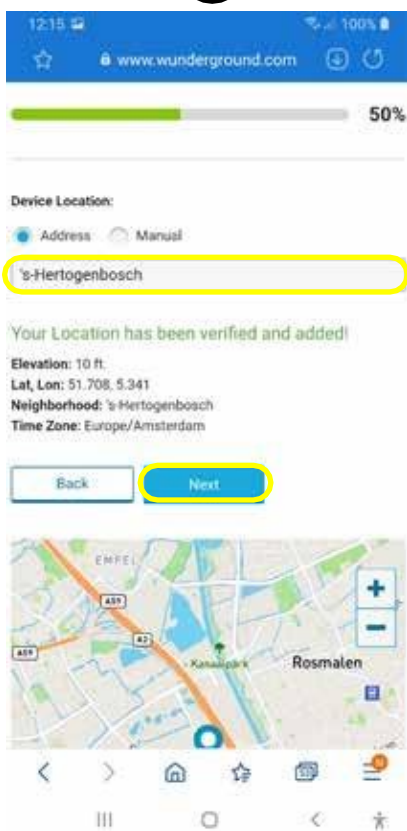 12:15 100%
www.wunderground.com
50%
Device Location:
Address Manual
's-Hertogenbosch
Your Location has been verified and added!
Elevation: 10 ft.
Lat, Lon: 51.708, 5.341
Neighborhood: 's-Hertogenbosch
Time Zone: Europe/Amsterdam
Back Next
EMPEL
A59
+
A2
−
A59
Kanaalpark Rosmalen
N